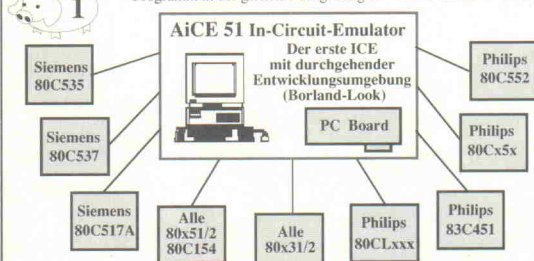 1
AiCE 51 In-Circuit-Emulator
Der erste ICE
mit durchgehender
Entwicklungsumgebung
(Borland-Look)
PC Board
Siemens
80C535
Siemens
80C537
Siemens
80C517A
Alle
80x51/2
80C154
Alle
80x31/2
Philips
80CLxxx
Philips
83C451
Philips
80Cx5x
Philips
80C552